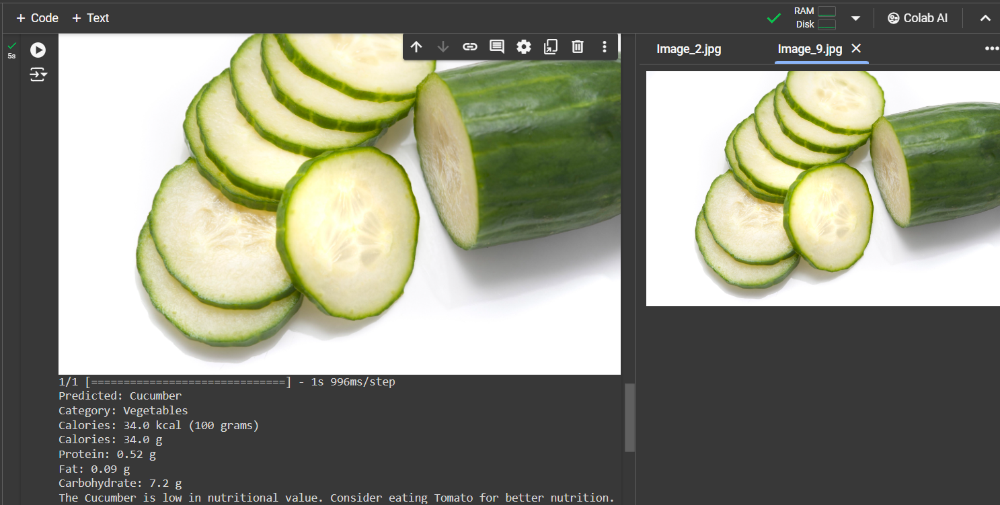 + Code + Text
RAM
Disk
Colab AI
5s
Image_2.jpg Image_9.jpg
1/1 [==============================] - 1s 996ms/step
Predicted: Cucumber
Category: Vegetables
Calories: 34.0 kcal (100 grams)
Calories: 34.0 g
Protein: 0.52 g
Fat: 0.09 g
Carbohydrate: 7.2 g
The Cucumber is low in nutritional value. Consider eating Tomato for better nutrition.